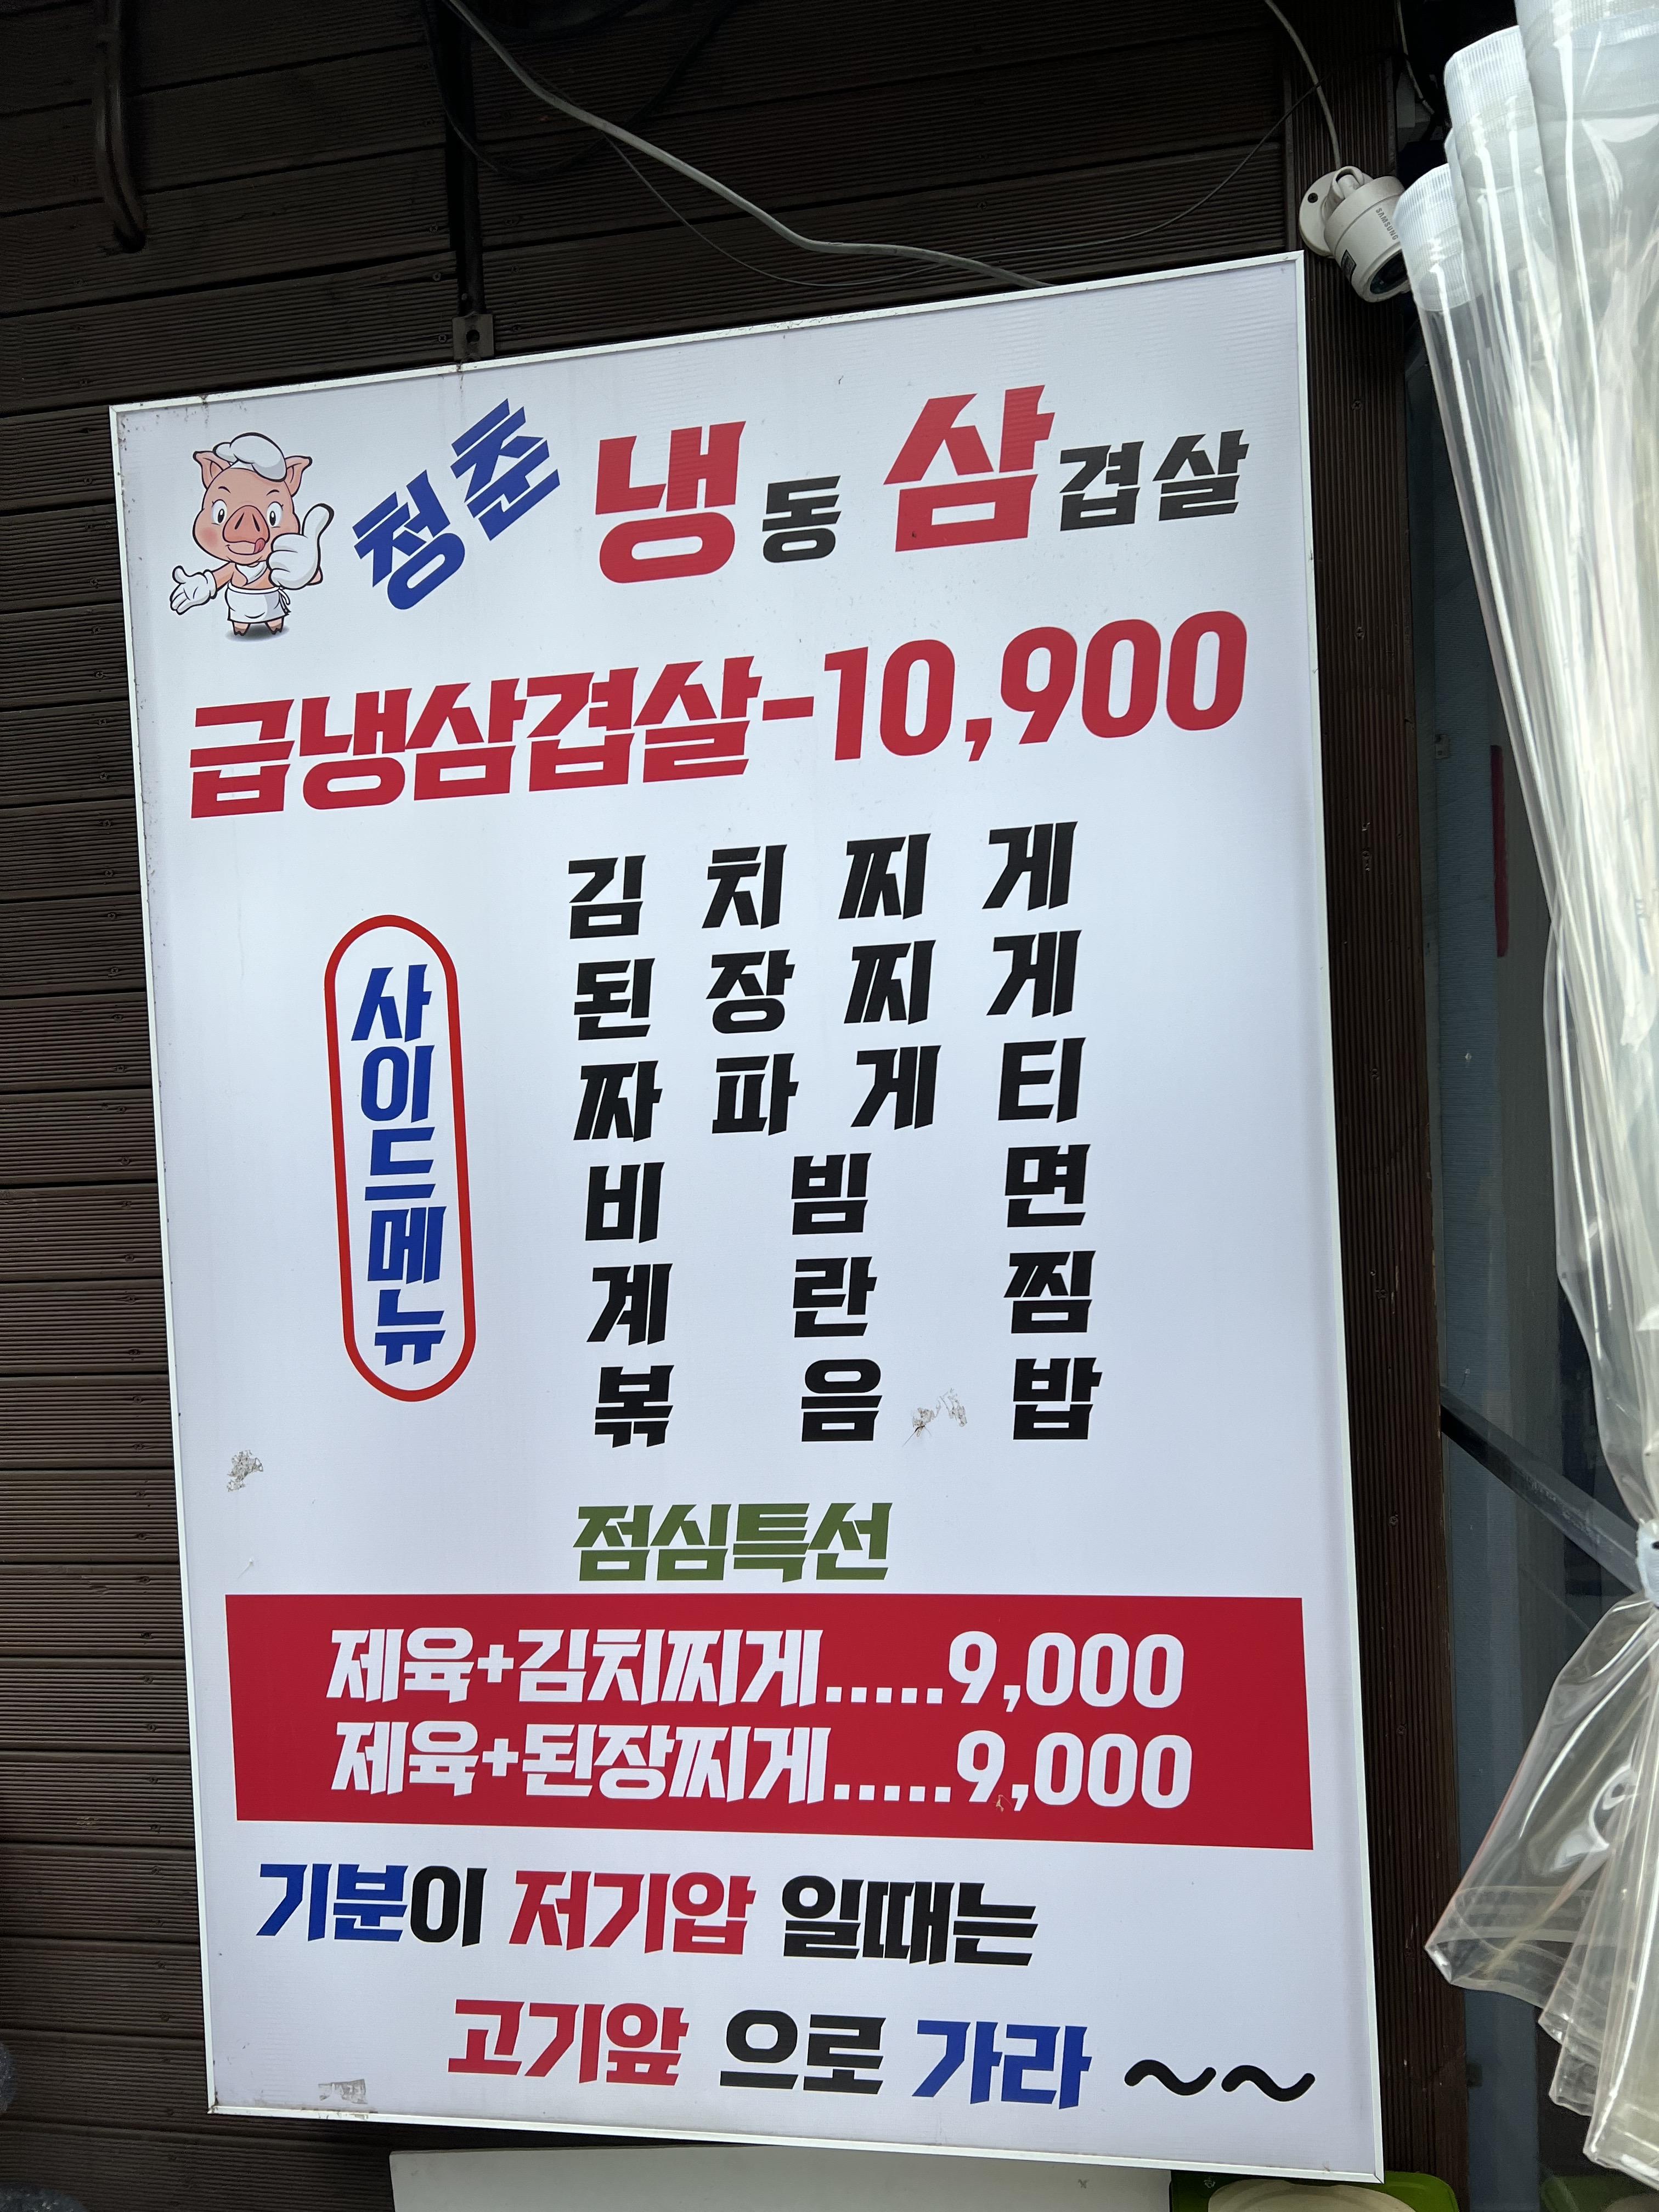 청춘 냉동삼겹살
급냉삼겹살-10,900
사이드메뉴
김치찌게
된장찌게
짜파게티
비빔면
계란찜
볶음밥
점심특선
제육+김치찌게.....9,000
제육+된장찌게.....9,000
기분이 저기압 일때는
고기앞 으로 가라 ~~
SAMSUNG